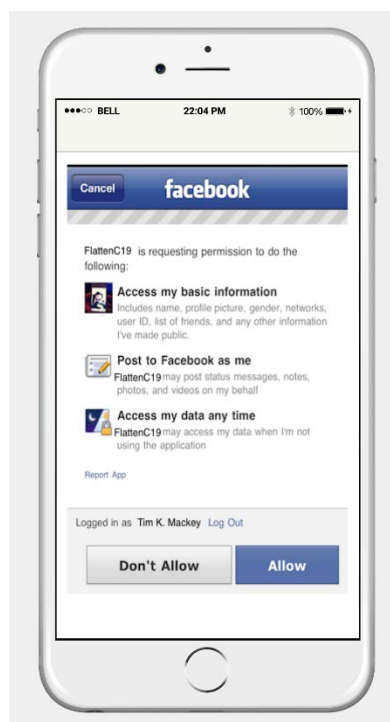 BELL 22:04 PM 100%
Cancel facebook
FlattenC19 is requesting permission to do the
following:
Access my basic information
Includes name, profile picture, gender, networks,
user ID, list of friends, and any other information
I've made public.
Post to Facebook as me
FlattenC19 may post status messages, notes,
photos, and videos on my behalf
Access my data any time
FlattenC19 may access my data when I'm not
using the application
Report App
Logged in as Tim K. Mackey Log Out
Don't Allow Allow